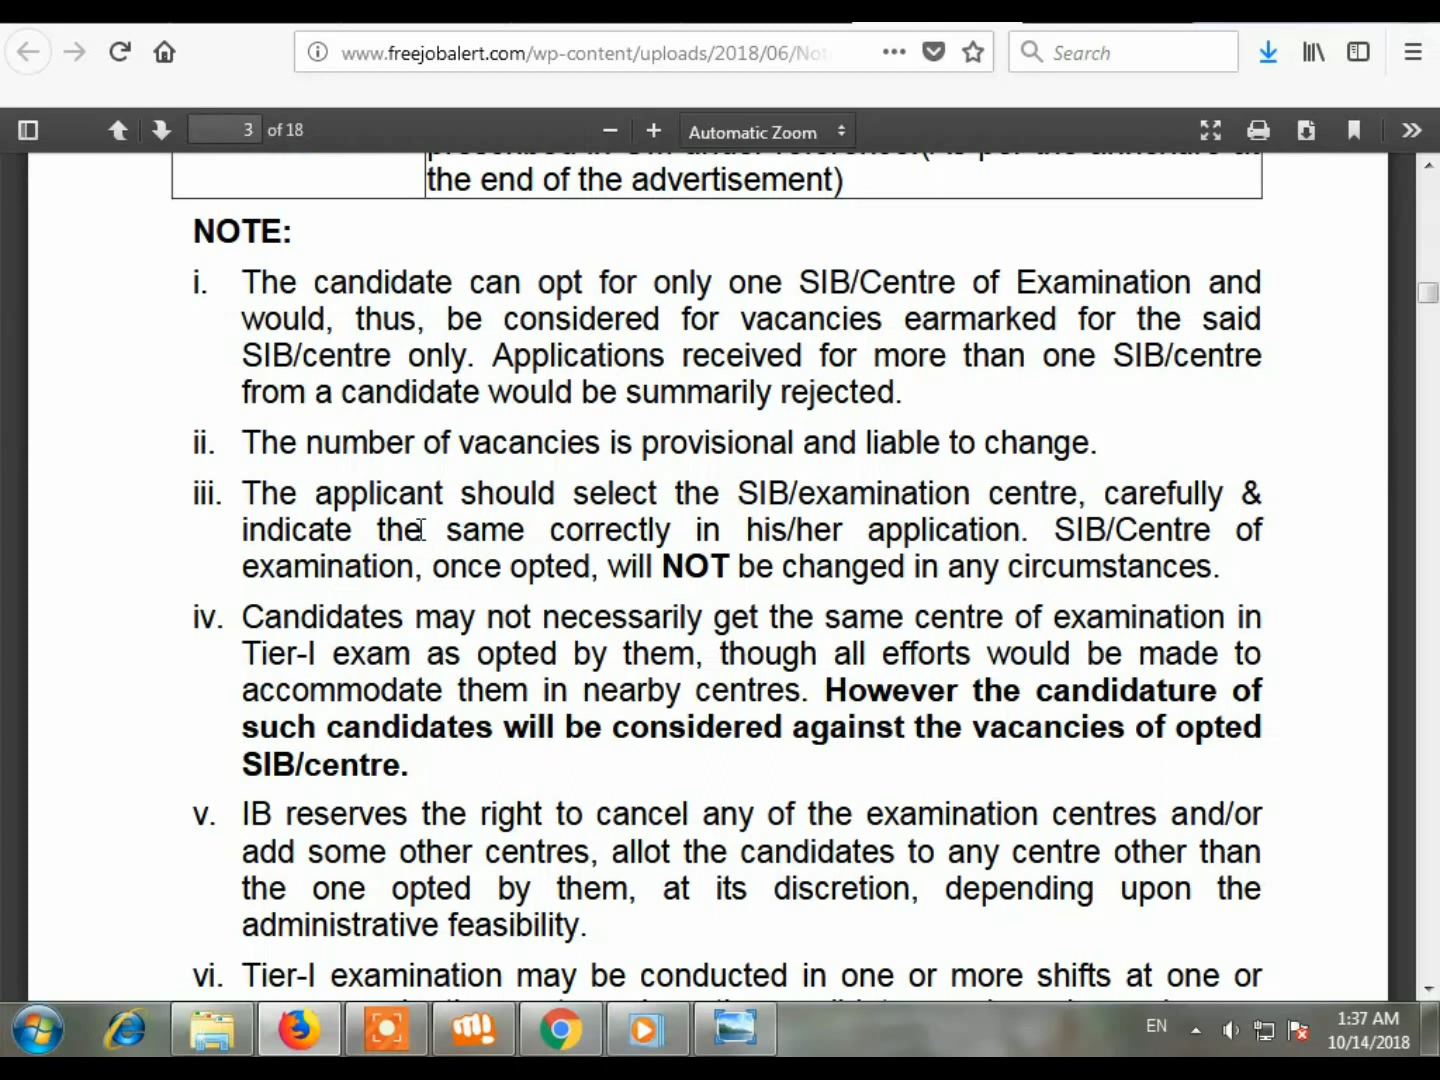 www.freejobalert.com/wp-content/uploads/2018/06/Not
Search
3 of 18
Automatic Zoom
the end of the advertisement)
NOTE:
i. The candidate can opt for only one SIB/Centre of Examination and
would, thus, be considered for vacancies earmarked for the said
SIB/centre only. Applications received for more than one SIB/centre
from a candidate would be summarily rejected.
ii. The number of vacancies is provisional and liable to change.
iii. The applicant should select the SIB/examination centre, carefully &
indicate the same correctly in his/her application. SIB/Centre of
examination, once opted, will NOT be changed in any circumstances.
iv. Candidates may not necessarily get the same centre of examination in
Tier-I exam as opted by them, though all efforts would be made to
accommodate them in nearby centres. However the candidature of
such candidates will be considered against the vacancies of opted
SIB/centre.
v. IB reserves the right to cancel any of the examination centres and/or
add some other centres, allot the candidates to any centre other than
the one opted by them, at its discretion, depending upon the
administrative feasibility.
vi. Tier-I examination may be conducted in one or more shifts at one or
EN
1:37 AM
10/14/2018